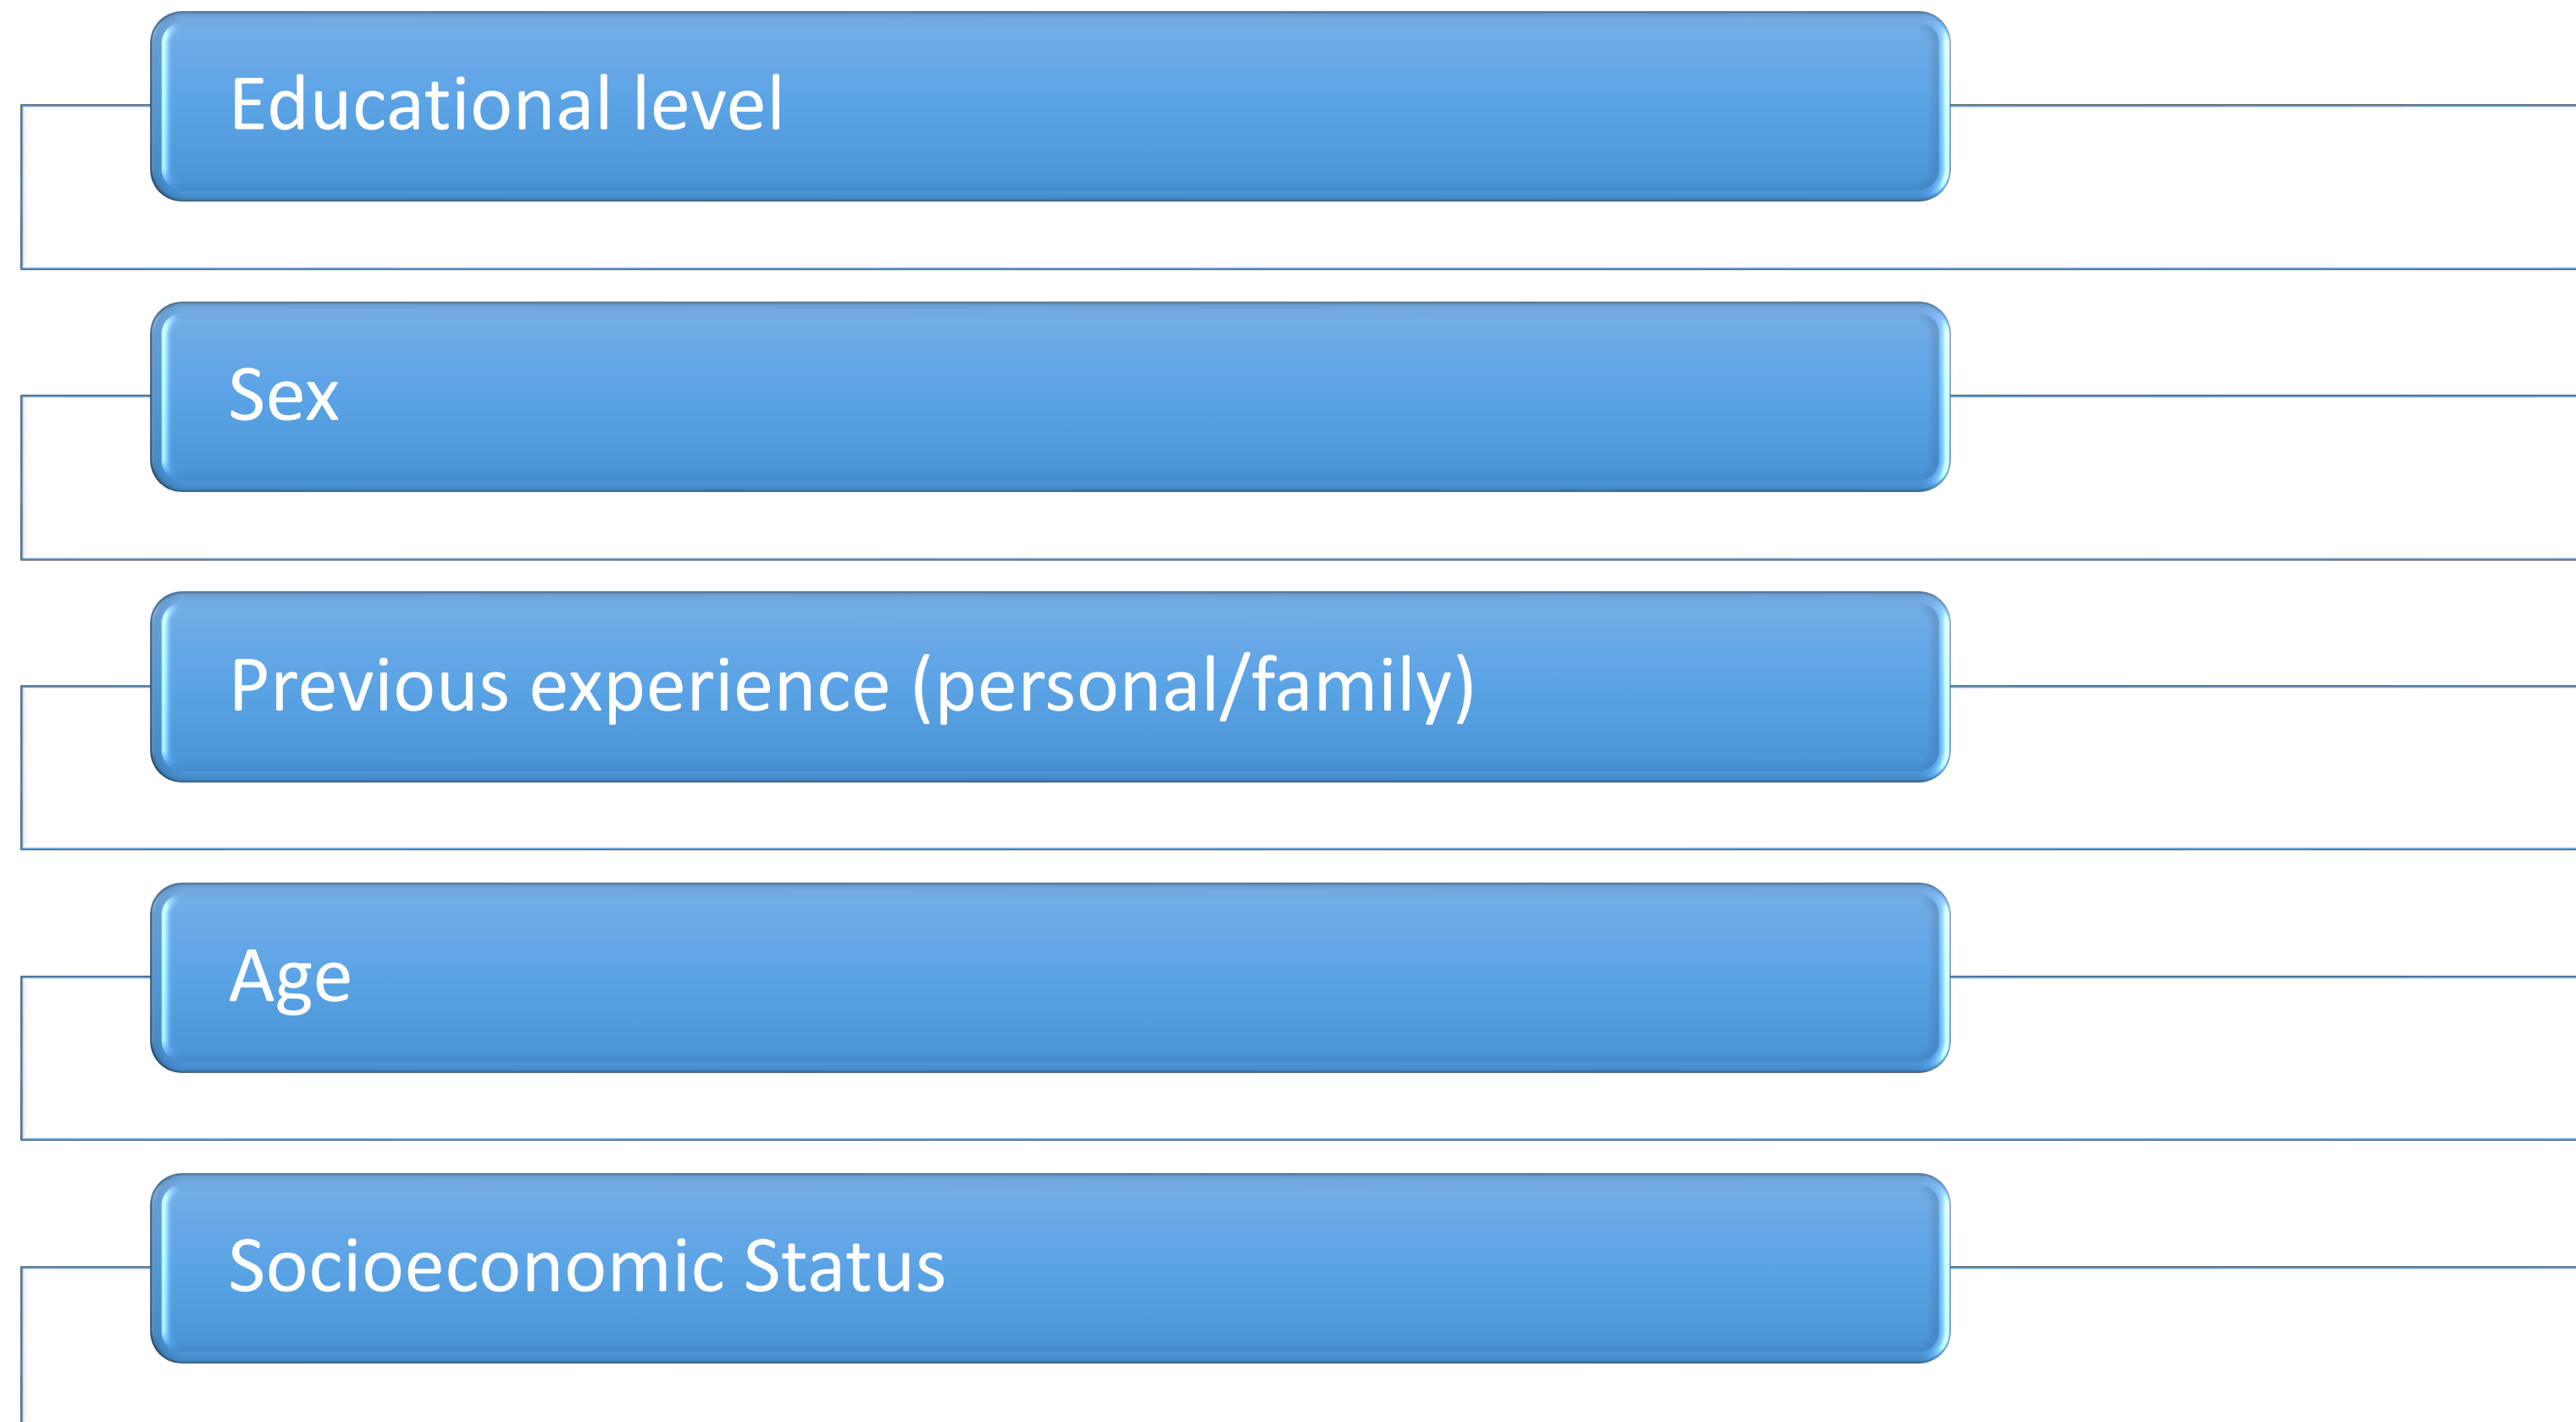 Educational level
Sex
Previous experience (personal/family)
Age
Socioeconomic Status